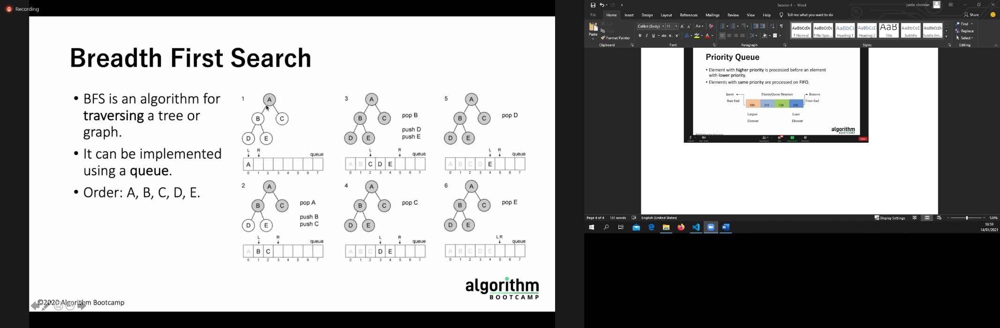 Recording
Breadth First Search
• BFS is an algorithm for
traversing a tree or
graph.
• It can be implemented
using a queue.
• Order: A, B, C, D, E.
1
A
B C
D E
L R
queue
A
0 1 2 3 4 5 6 7
2
A
B C
pop A
D E
push B
push C
L R
queue
A B C
0 1 2 3 4 5 6 7
3
A
B C
pop B
D E
push D
push E
L R
queue
A B C D E
0 1 2 3 4 5 6 7
4
A
B C
pop C
D E
L R
queue
A B C D E
0 1 2 3 4 5 6 7
5
A
B C
pop D
D E
L R
queue
A B C D E
0 1 2 3 4 5 6 7
6
A
B C
pop E
D E
L R
queue
A B C D E
0 1 2 3 4 5 6 7
algorithm
BOOTCAMP
©2020 Algorithm Bootcamp
Session 4 - Word
justin christian
File Home Insert Design Layout References Mailings Review View Help Tell me what you want to do Share
Paste
Cut
Copy
Format Painter
Clipboard
Calibri (Body) 11
Font
Paragraph
AaBbCcDc AaBbCcDc AaBbCc AaBbCcC AaB AaBbCcC AaBbCcDc
¶ Normal ¶ No Spac... Heading 1 Heading 2 Title Subtitle Subtle Em...
Styles
Find
Replace
Select
Editing
Priority Queue
• Element with higher priority is processed before an element
with lower priority.
• Elements with same priority are processed on FIFO.
Insert PriorityQueue Structure Remove
Rare End Front End
500 255 120 100
Largest Least
Element Element
algorithm
BOOTCAMP
Page 4 of 4 131 words English (United States) Display Settings 120%
18:59
14/01/2021